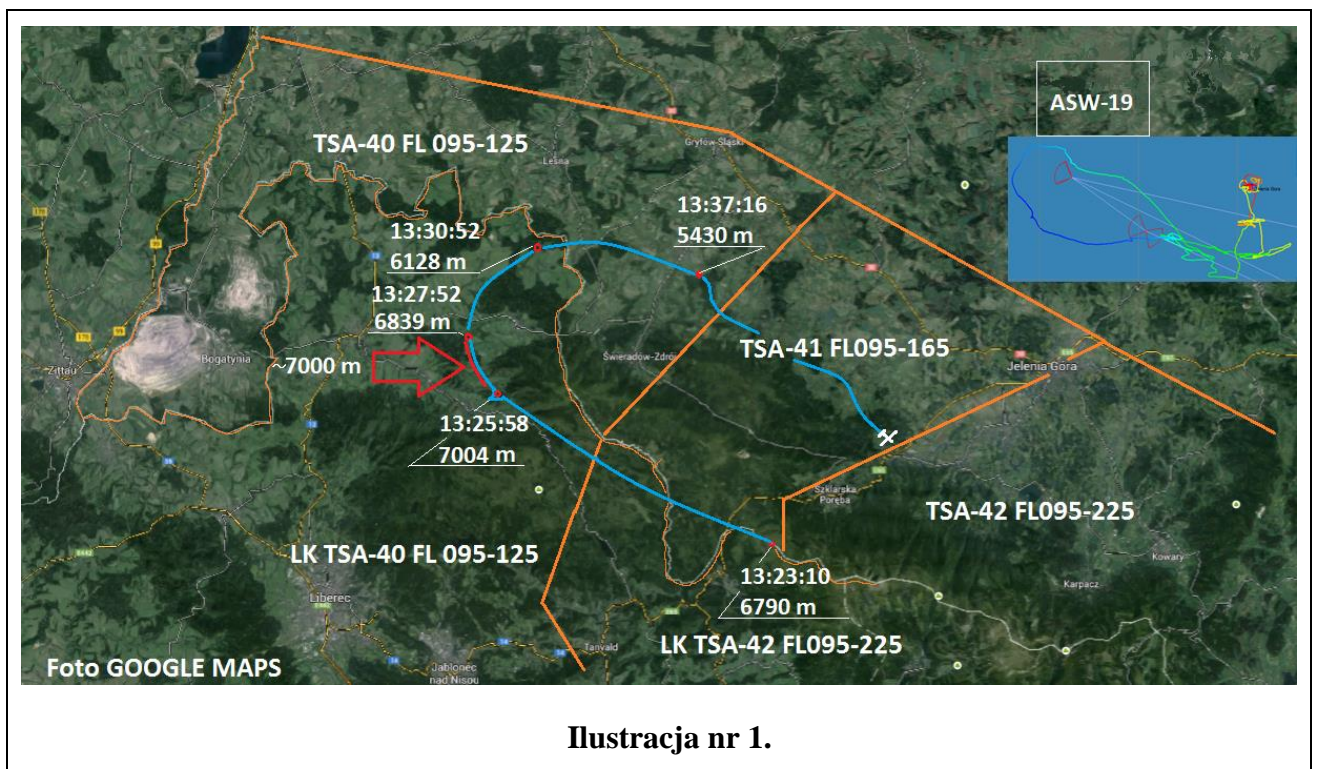 ASW-19
TSA-40 FL 095-125
Gryfów-Śląski
Leśna
13:37:16
5430 m
13:30:52
6128 m
13:27:52
6839 m
~7000 m
Bogatynia
Zittau
Świeradów-Zdrój
TSA-41 FL095-165
Jelenia Góra
13:25:58
7004 m
Szklarska
Poręba
TSA-42 FL095-225
LK TSA-40 FL 095-125
Kowary
Karpacz
13:23:10
6790 m
Liberec
LK TSA-42 FL095-225
Tanvald
Jablonec
nad Nisou
Foto GOOGLE MAPS
Ilustracja nr 1.